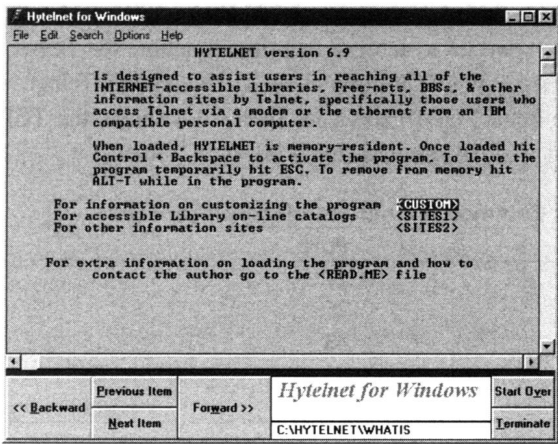 Hytelnet for Windows
File Edit Search Options Help
HYTELNET version 6.9
Is designed to assist users in reaching all of the
INTERNET-accessible libraries, Free-nets, BBSs, & other
information sites by Telnet, specifically those users who
access Telnet via a modem or the ethernet from an IBM
compatible personal computer.
When loaded, HYTELNET is memory-resident. Once loaded hit
Control + Backspace to activate the program. To leave the
program temporarily hit ESC. To remove from memory hit
ALT-T while in the program.
For information on customizing the program <CUSTOM>
For accessible Library on-line catalogs <SITES1>
For other information sites <SITES2>
For extra information on loading the program and how to
contact the author go to the <READ.ME> file
<< Backward
Previous Item
Next Item
Forward >>
Hytelnet for Windows
C:\HYTELNET\WHATIS
Start Over
Terminate